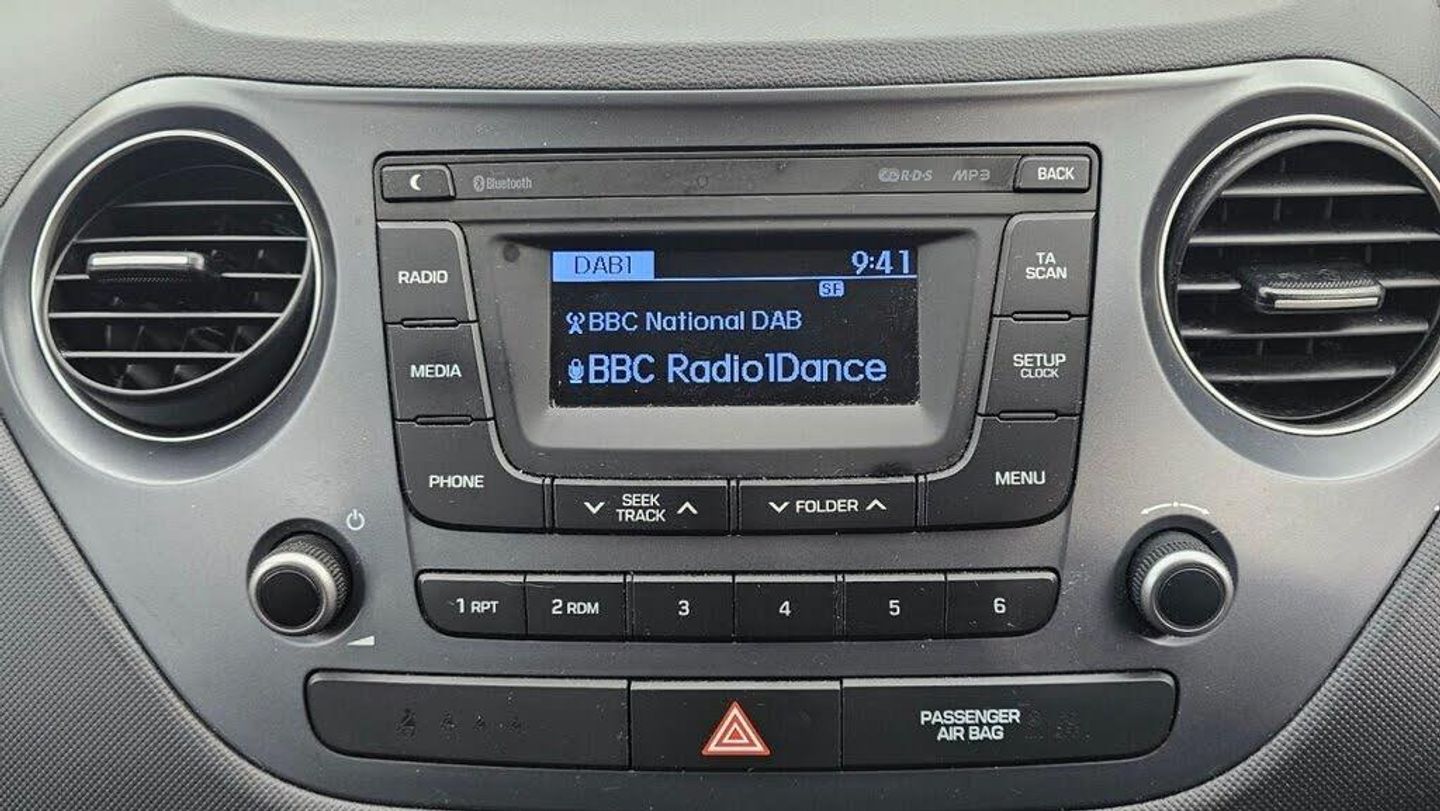 Bluetooth
R·D·S
MP3
BACK
RADIO
DAB1
9:41
TA
SCAN
SF
BBC National DAB
BBC Radio1Dance
MEDIA
SETUP
CLOCK
PHONE
SEEK
TRACK
FOLDER
MENU
1 RPT
2 RDM
3
4
5
6
PASSENGER
AIR BAG